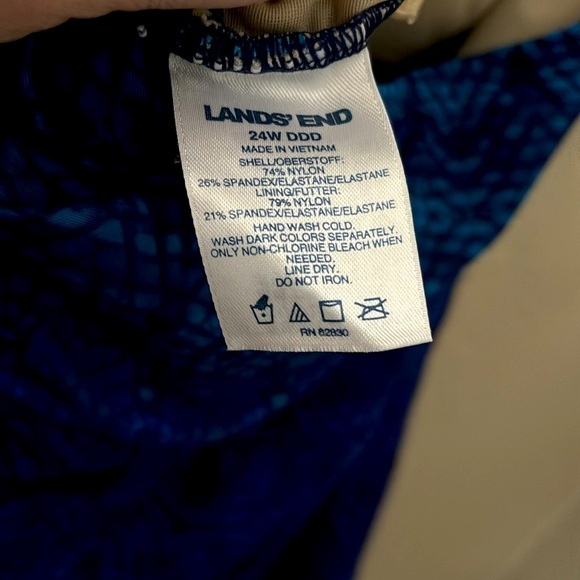 LANDS' END
24W DDD
MADE IN VIETNAM
SHELL/OBERSTOFF:
74% NYLON
26% SPANDEX/ELASTANE/ELASTANE
LINING/FUTTER:
79% NYLON
21% SPANDEX/ELASTANE/ELASTANE
HAND WASH COLD.
WASH DARK COLORS SEPARATELY.
ONLY NON-CHLORINE BLEACH WHEN
NEEDED.
LINE DRY.
DO NOT IRON.
RN 62830